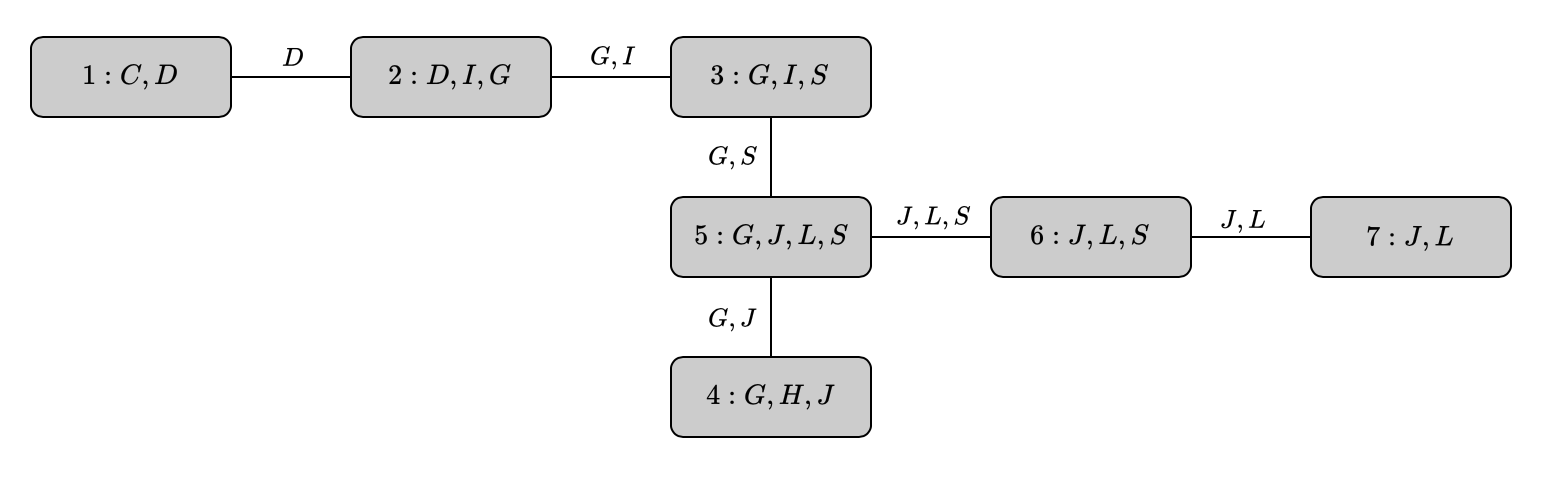 D
G, I
1 : C, D
2 : D, I, G
3 : G, I, S
G, S
J, L, S
J, L
5 : G, J, L, S
6 : J, L, S
7 : J, L
G, J
4 : G, H, J